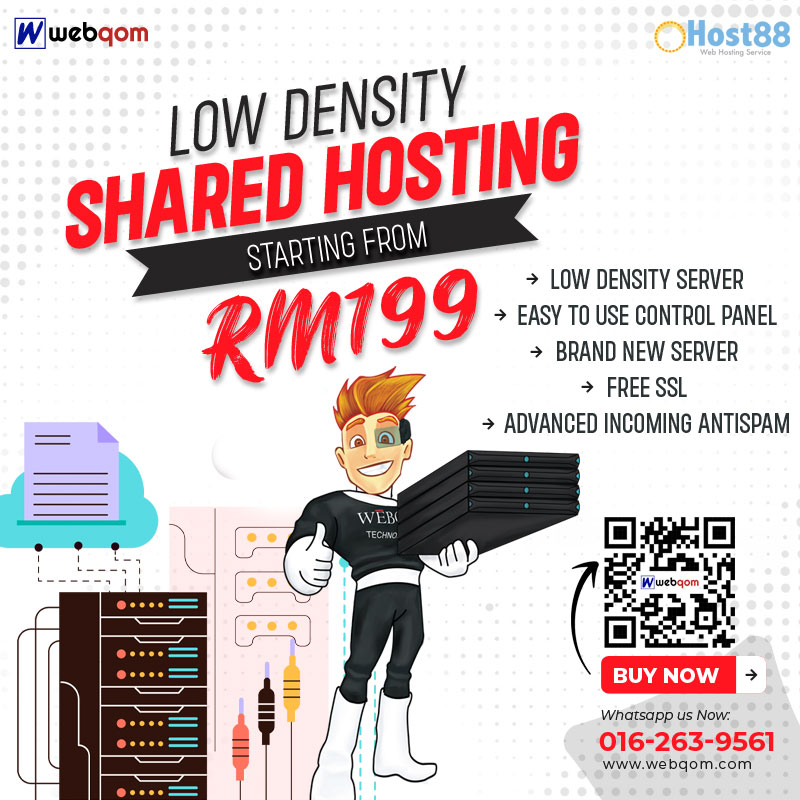 W webqom
Host88
Web Hosting Service
LOW DENSITY
SHARED HOSTING
STARTING FROM
RM199
→ LOW DENSITY SERVER
→ EASY TO USE CONTROL PANEL
→ BRAND NEW SERVER
→ FREE SSL
→ ADVANCED INCOMING ANTISPAM
W webqom
BUY NOW →
Whatsapp us Now:
016-263-9561
www.webqom.com